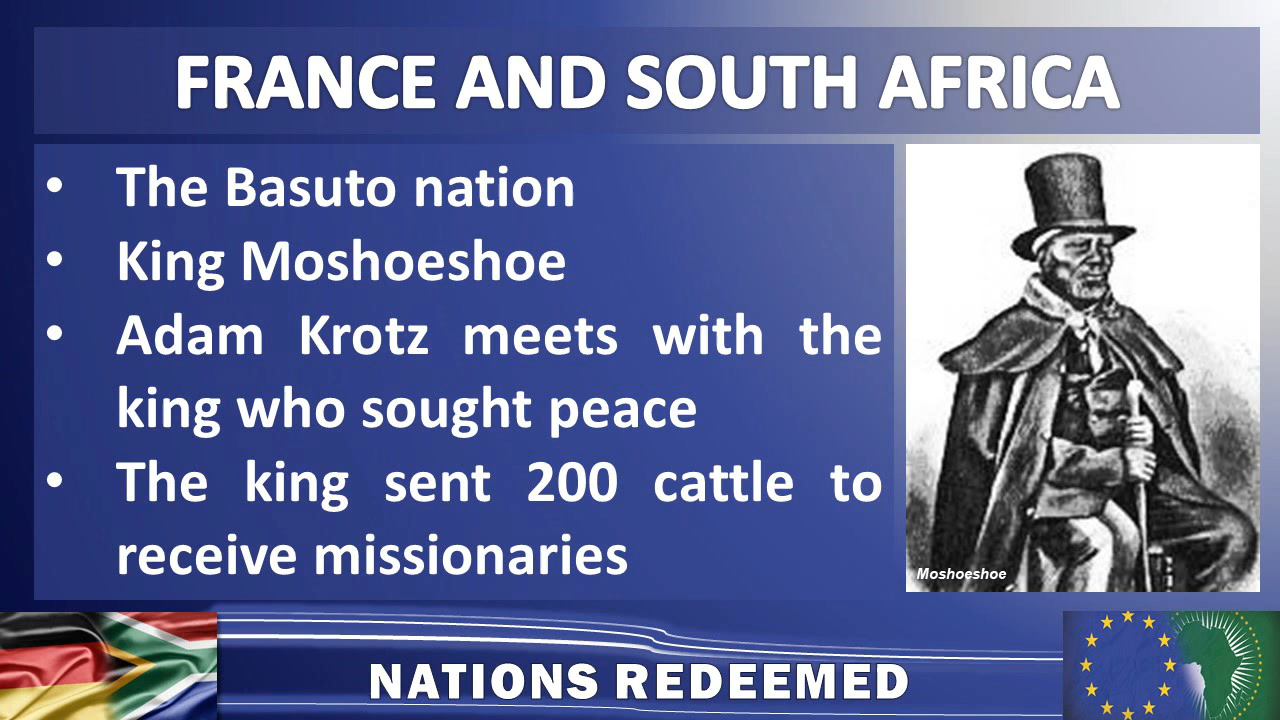 FRANCE AND SOUTH AFRICA
• The Basuto nation
• King Moshoeshoe
• Adam Krotz meets with the
king who sought peace
• The king sent 200 cattle to
receive missionaries
Moshoeshoe
NATIONS REDEEMED